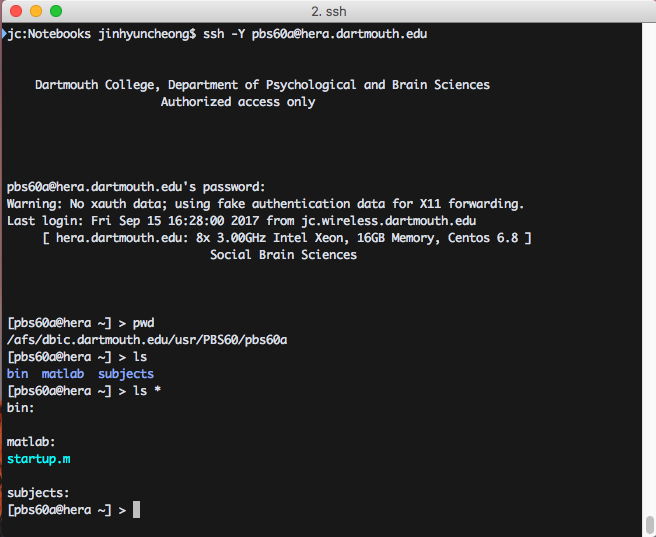 2. ssh
jc:Notebooks jinhyuncheong$ ssh -Y pbs60a@hera.dartmouth.edu
Dartmouth College, Department of Psychological and Brain Sciences
Authorized access only
pbs60a@hera.dartmouth.edu's password:
Warning: No xauth data; using fake authentication data for X11 forwarding.
Last login: Fri Sep 15 16:28:00 2017 from jc.wireless.dartmouth.edu
[ hera.dartmouth.edu: 8x 3.00GHz Intel Xeon, 16GB Memory, Centos 6.8 ]
Social Brain Sciences
[pbs60a@hera ~] > pwd
/afs/dbic.dartmouth.edu/usr/PBS60/pbs60a
[pbs60a@hera ~] > ls
bin  matlab  subjects
[pbs60a@hera ~] > ls *
bin:
matlab:
startup.m
subjects:
[pbs60a@hera ~] >